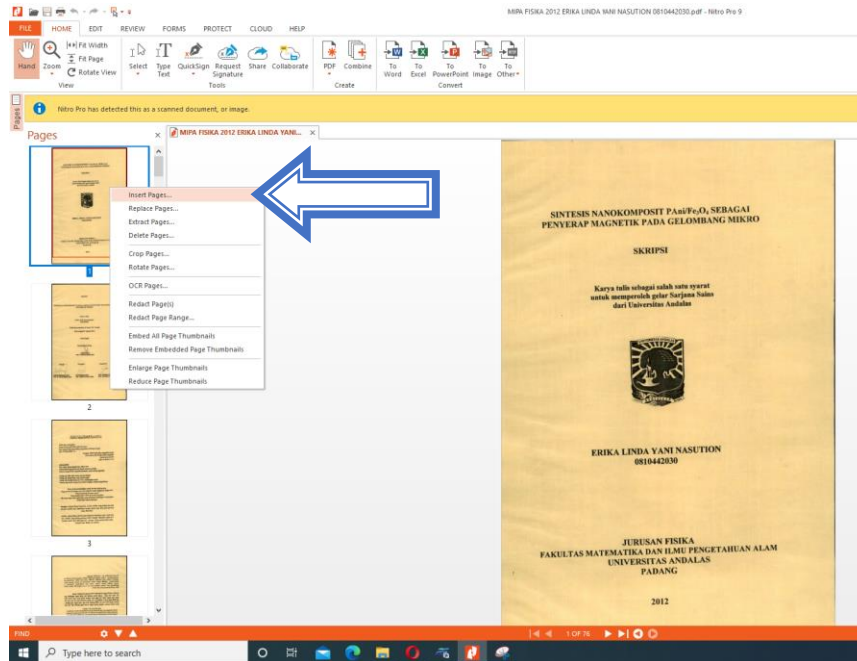 MIPA FISIKA 2012 ERIKA LINDA YANI NASUTION 0810442030.pdf - Nitro Pro 9
FILE HOME EDIT REVIEW FORMS PROTECT CLOUD HELP
Hand
Zoom
Fit Width
Fit Page
Rotate View
View
Select
Type Text
QuickSign
Request Signature
Share
Collaborate
Tools
PDF
Combine
Create
To Word
To Excel
To PowerPoint
To Image
To Other
Convert
Pages
Nitro Pro has detected this as a scanned document, or image.
Pages
MIPA FISIKA 2012 ERIKA LINDA YANI...
1
2
3
Insert Pages...
Replace Pages...
Extract Pages...
Delete Pages...
Crop Pages...
Rotate Pages...
OCR Pages...
Redact Page(s)
Redact Page Range...
Embed All Page Thumbnails
Remove Embedded Page Thumbnails
Enlarge Page Thumbnails
Reduce Page Thumbnails
SINTESIS NANOKOMPOSIT PAni/Fe₂O₃ SEBAGAI
PENYERAP MAGNETIK PADA GELOMBANG MIKRO
SKRIPSI
Karya tulis sebagai salah satu syarat
untuk memperoleh gelar Sarjana Sains
dari Universitas Andalas
ERIKA LINDA YANI NASUTION
0810442030
JURUSAN FISIKA
FAKULTAS MATEMATIKA DAN ILMU PENGETAHUAN ALAM
UNIVERSITAS ANDALAS
PADANG
2012
FIND
1 OF 76
Type here to search